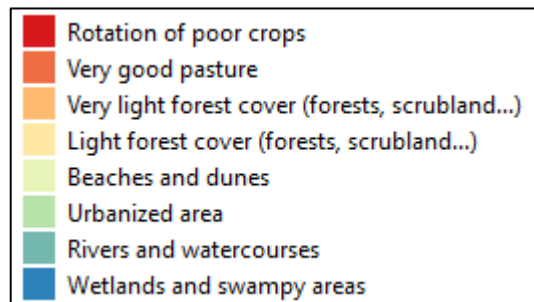 Rotation of poor crops
Very good pasture
Very light forest cover (forests, scrubland...)
Light forest cover (forests, scrubland...)
Beaches and dunes
Urbanized area
Rivers and watercourses
Wetlands and swampy areas